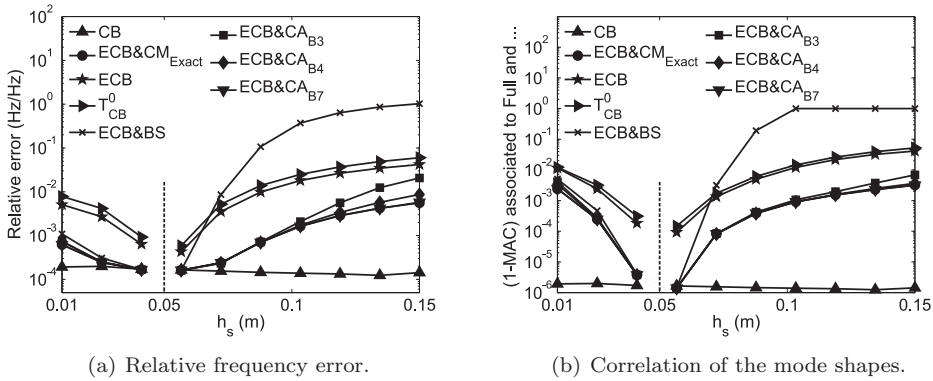 10^2
10^1
10^0
10^-1
10^-2
10^-3
10^-4
Relative error (Hz/Hz)
CB
ECB&CM_Exact
ECB
T^0_CB
ECB&BS
ECB&CA_B3
ECB&CA_B4
ECB&CA_B7
0.01 0.05 0.1 0.15
h_s (m)
(a) Relative frequency error.
10^2
10^1
10^0
10^-1
10^-2
10^-3
10^-4
10^-5
10^-6
(1-MAC) associated to Full and ...
CB
ECB&CM_Exact
ECB
T^0_CB
ECB&BS
ECB&CA_B3
ECB&CA_B4
ECB&CA_B7
0.01 0.05 0.1 0.15
h_s (m)
(b) Correlation of the mode shapes.